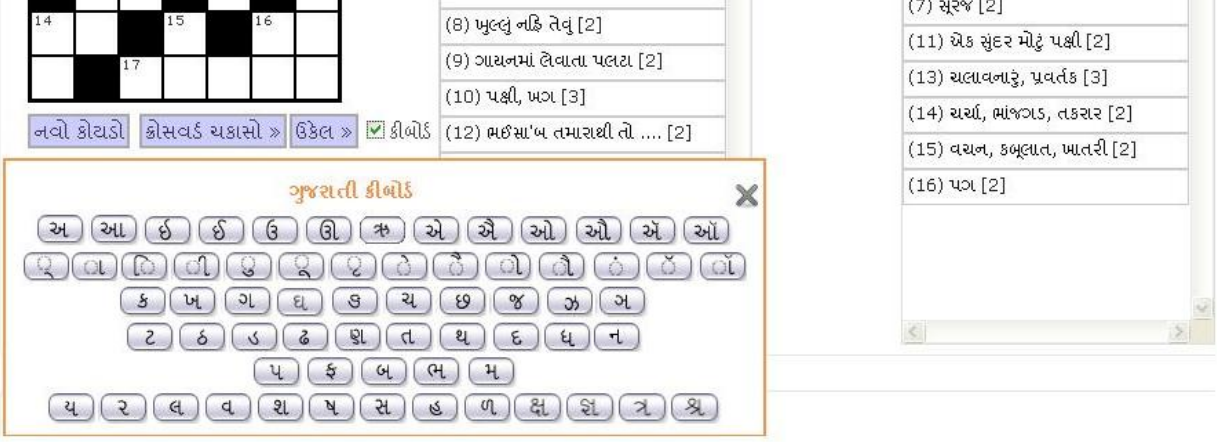 14 15 16
17
નવો કોયડો ક્રોસવર્ડ ચકાસો » ઉકેલ » કીબોર્ડ
(8) ખુલ્લું નહિ તેવું [2]
(9) ગાયનમાં લેવાતા પલટા [2]
(10) પક્ષી, ખગ [3]
(12) ભઈસા'બ તમારાથી તો .... [2]
(7) સૂરજ [2]
(11) એક સુંદર મોટું પક્ષી [2]
(13) ચલાવનારું, પ્રવર્તક [3]
(14) ચર્ચા, ભાંજગડ, તકરાર [2]
(15) વચન, કબૂલાત, ખાતરી [2]
(16) પગ [2]
ગુજરાતી કીબોર્ડ
અ આ ઇ ઈ ઉ ઊ ઋ એ ઐ ઓ ઔ ઍ ઑ
્ ા િ ી ુ ૂ ૃ ે ૈ ો ૌ ં ૅ ૉ
ક ખ ગ ઘ ઙ ચ છ જ ઝ ઞ
ટ ઠ ડ ઢ ણ ત થ દ ધ ન
પ ફ બ ભ મ
ય ર લ વ શ ષ સ હ ળ ક્ષ જ્ઞ ત્ર શ્ર